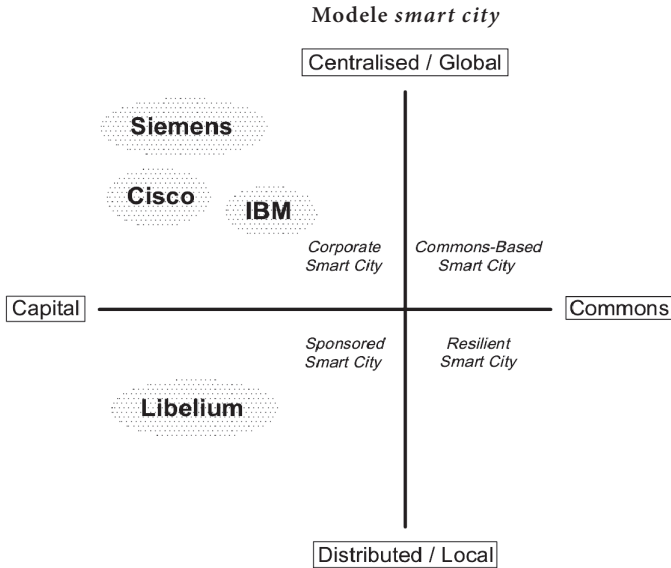 Modele smart city
Centralised / Global
Siemens
Cisco
IBM
Corporate
Smart City
Commons-Based
Smart City
Capital
Commons
Sponsored
Smart City
Resilient
Smart City
Libelium
Distributed / Local